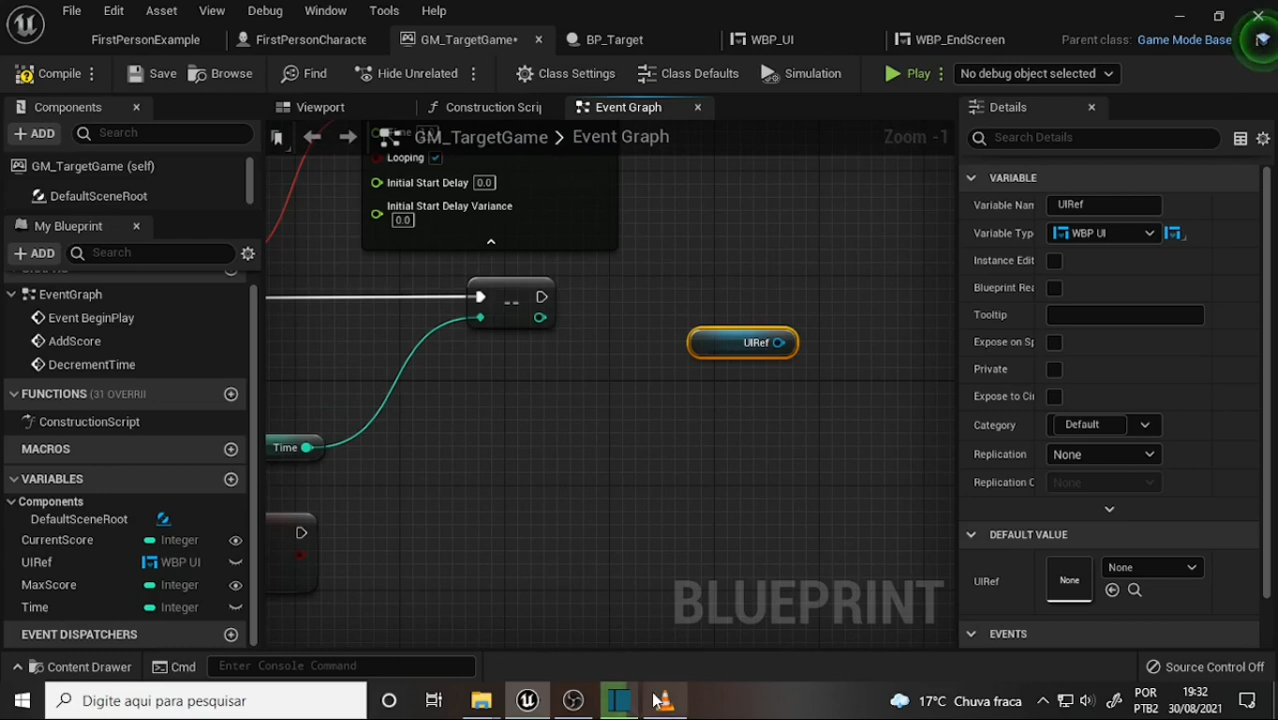 File Edit Asset View Debug Window Tools Help
FirstPersonExample FirstPersonCharacte GM_TargetGame* BP_Target WBP_UI WBP_EndScreen Parent class: Game Mode Base
Compile Save Browse Find Hide Unrelated Class Settings Class Defaults Simulation Play No debug object selected
Components
ADD Search
GM_TargetGame (self)
DefaultSceneRoot
My Blueprint
ADD Search
EventGraph
Event BeginPlay
AddScore
DecrementTime
FUNCTIONS (31 OVERRI
ConstructionScript
MACROS
VARIABLES
Components
DefaultSceneRoot
CurrentScore Integer
UIRef WBP UI
MaxScore Integer
Time Integer
EVENT DISPATCHERS
Viewport Construction Scrip Event Graph
GM_TargetGame > Event Graph Zoom -1
Looping
Initial Start Delay 0.0
Initial Start Delay Variance
0.0
--
UIRef
Time
BLUEPRINT
Details
Search Details
VARIABLE
Variable Nam UIRef
Variable Typ WBP UI
Instance Edit
Blueprint Rea
Tooltip
Expose on Sp
Private
Expose to Cin
Category Default
Replication None
Replication C None
DEFAULT VALUE
UIRef None None
EVENTS
Content Drawer Cmd Enter Console Command Source Control Off
Digite aqui para pesquisar 17°C Chuva fraca POR 19:32
PTB2 30/08/2021